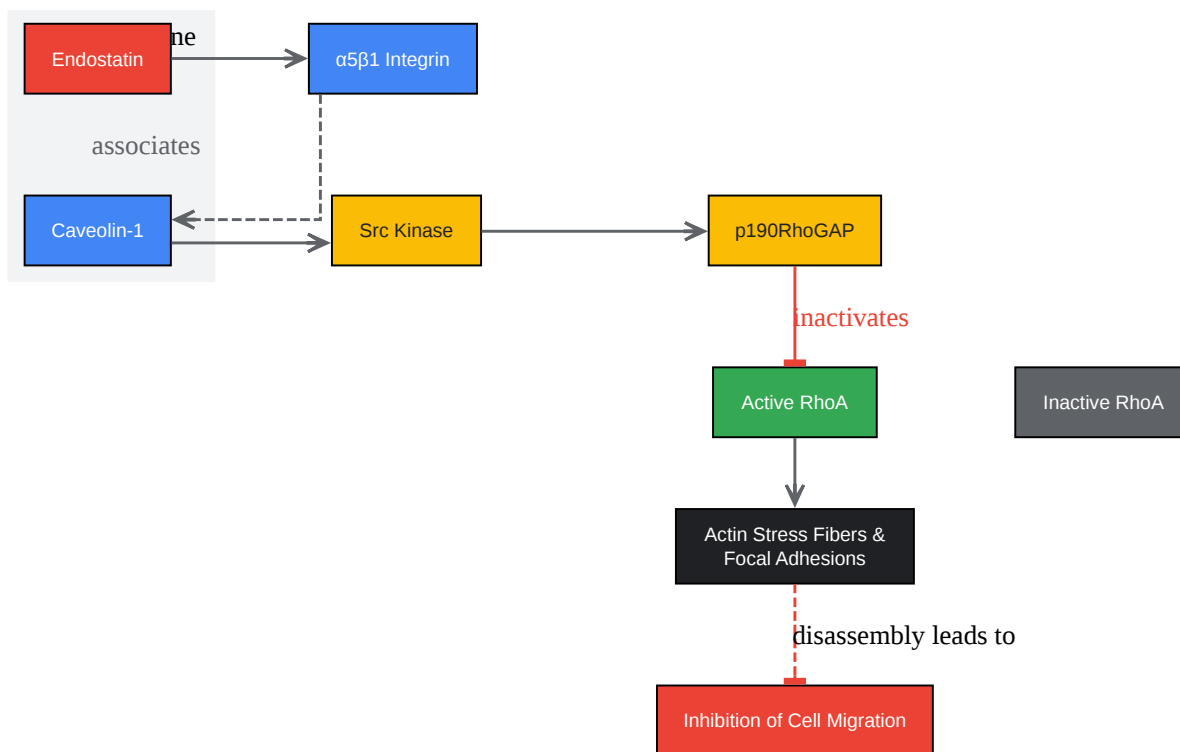 Endostatin
α5β1 Integrin
associates
Caveolin-1
Src Kinase
p190RhoGAP
inactivates
Active RhoA
Inactive RhoA
Actin Stress Fibers &
Focal Adhesions
disassembly leads to
Inhibition of Cell Migration